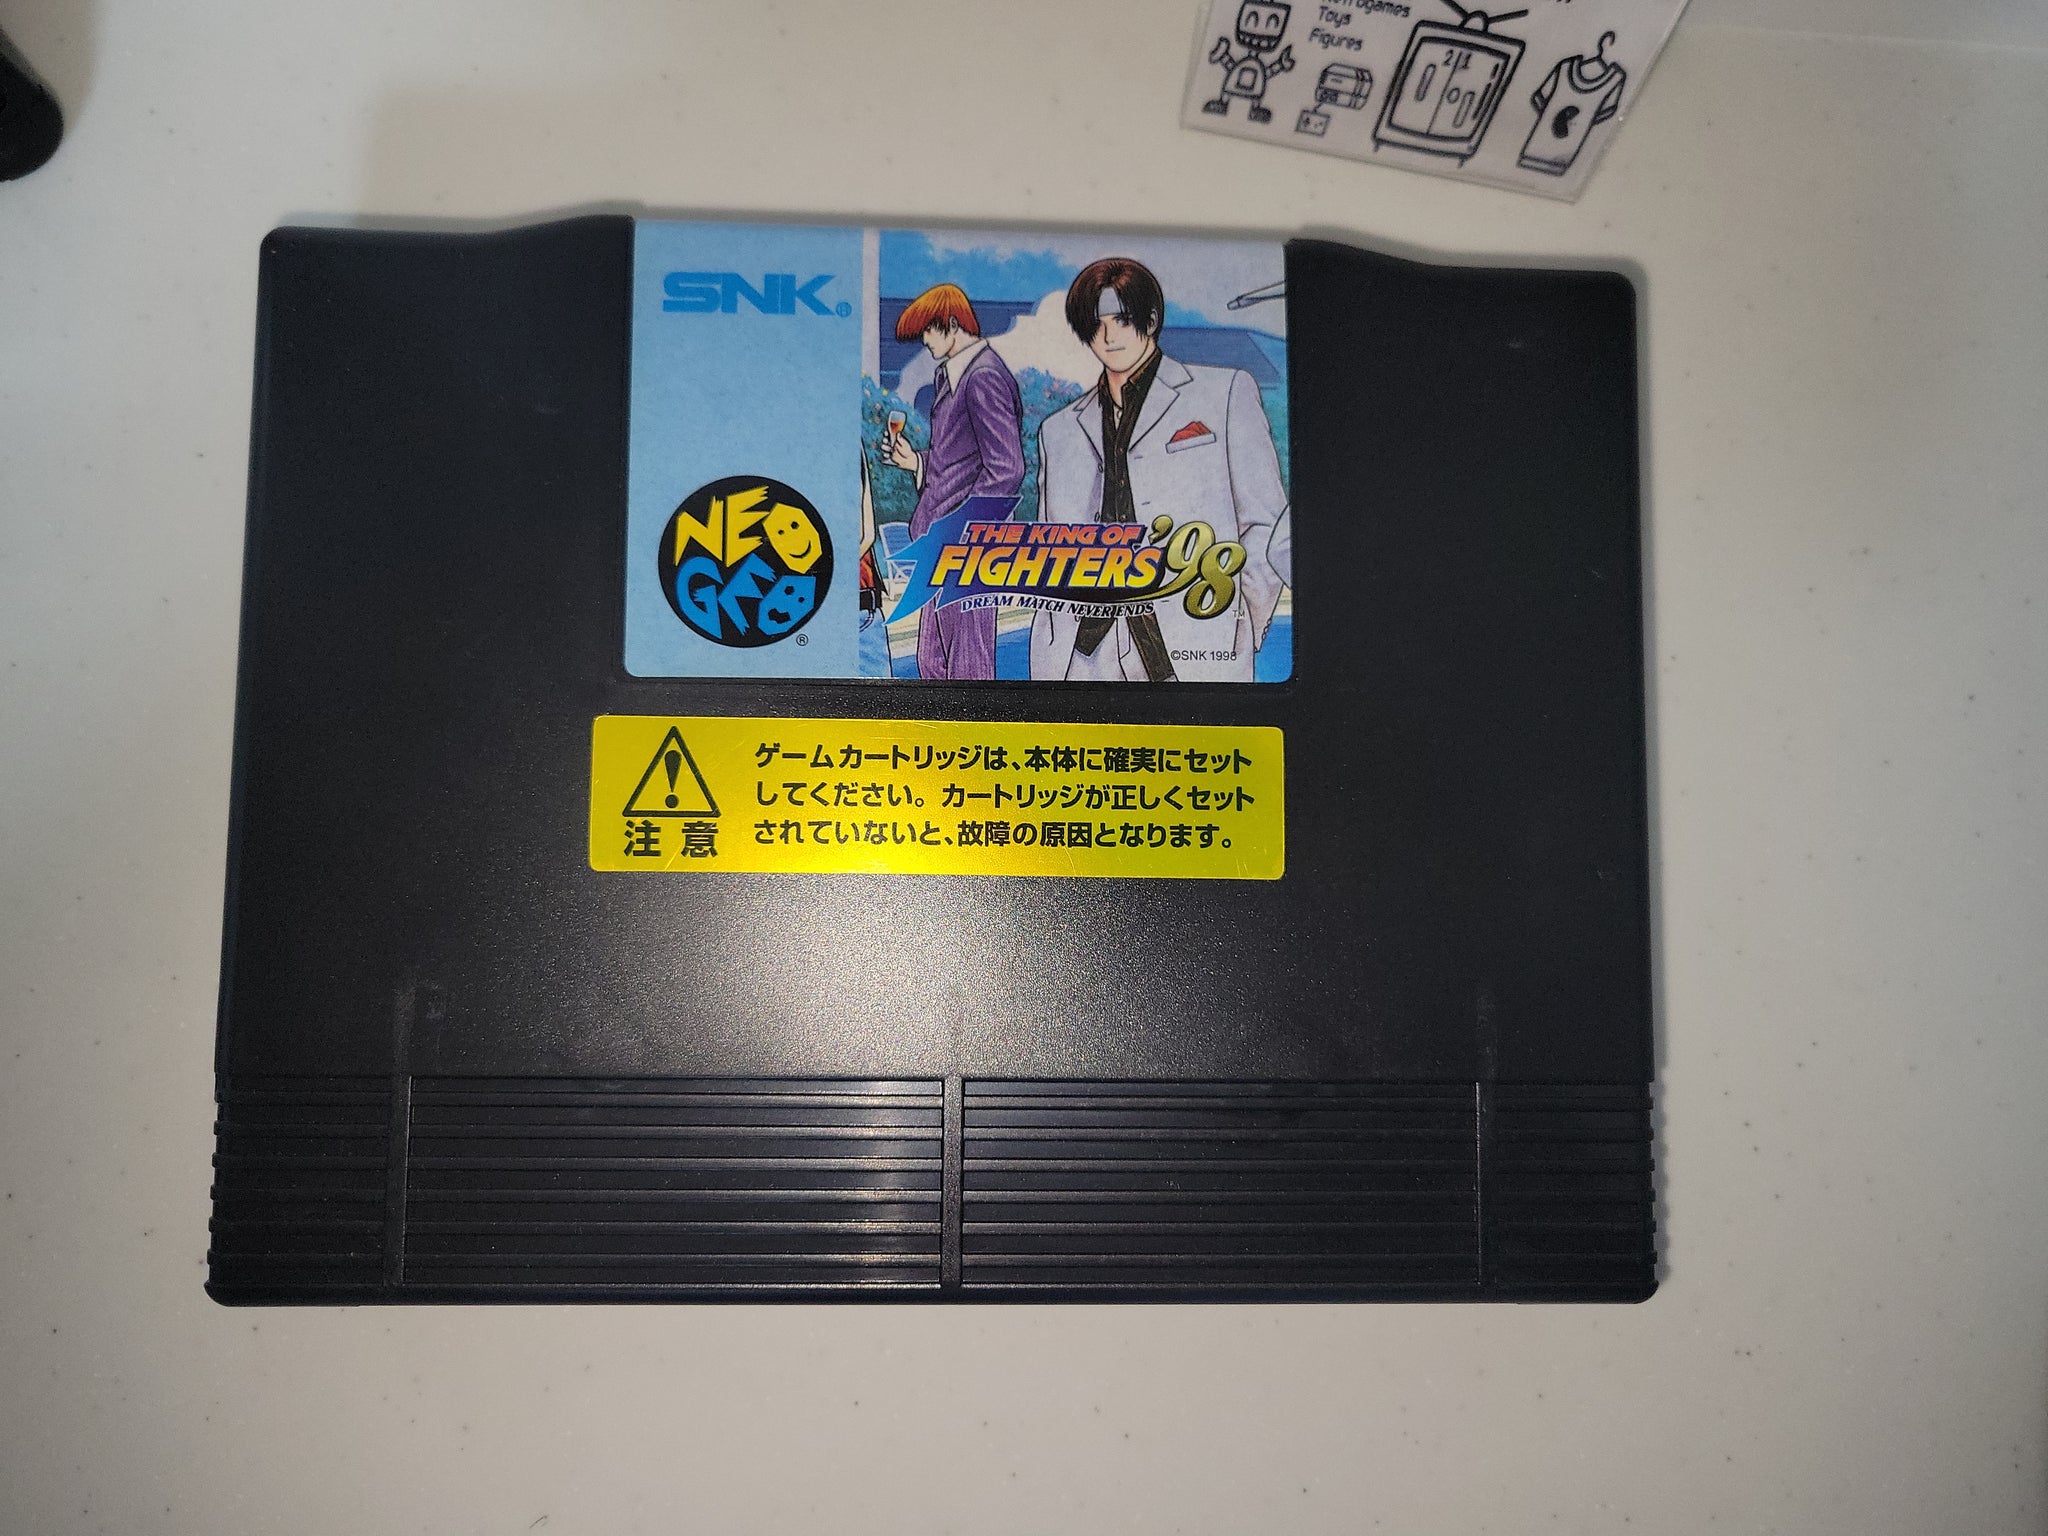 Retrogames
Toys
Figures
21
SNK®
NEO
GEO
®
THE KING OF
FIGHTERS '98
DREAM MATCH NEVER ENDS
TM
©SNK 1998
注意
ゲームカートリッジは、本体に確実にセット
してください。カートリッジが正しくセット
されていないと、故障の原因となります。